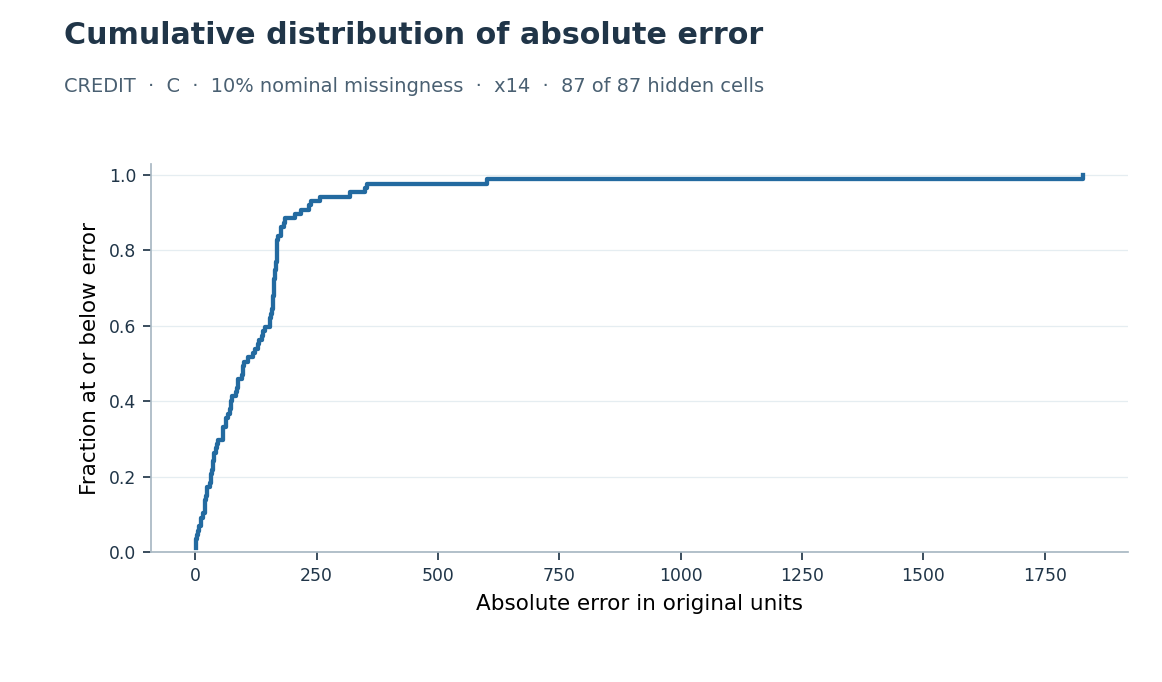 Cumulative distribution of absolute error
CREDIT · C · 10% nominal missingness · x14 · 87 of 87 hidden cells
1.0
0.8
0.6
0.4
0.2
0.0
Fraction at or below error
0 250 500 750 1000 1250 1500 1750
Absolute error in original units